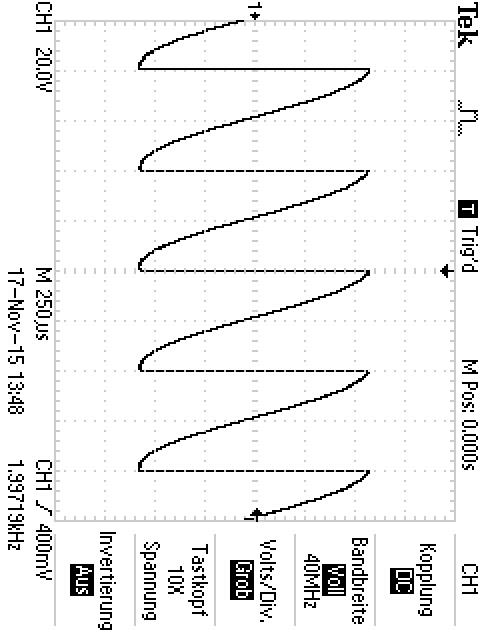 Tek T Trig'd M Pos: 0.000s CH1
Kopplung
DC
Bandbreite
Voll
40MHz
1
Volts/Div.
Grob
Tastkopf
10X
Spannung
Invertierung
Aus
CH1 20.0V M 250µs CH1 / 400mV
17-Nov-15 13:48 1.99719kHz